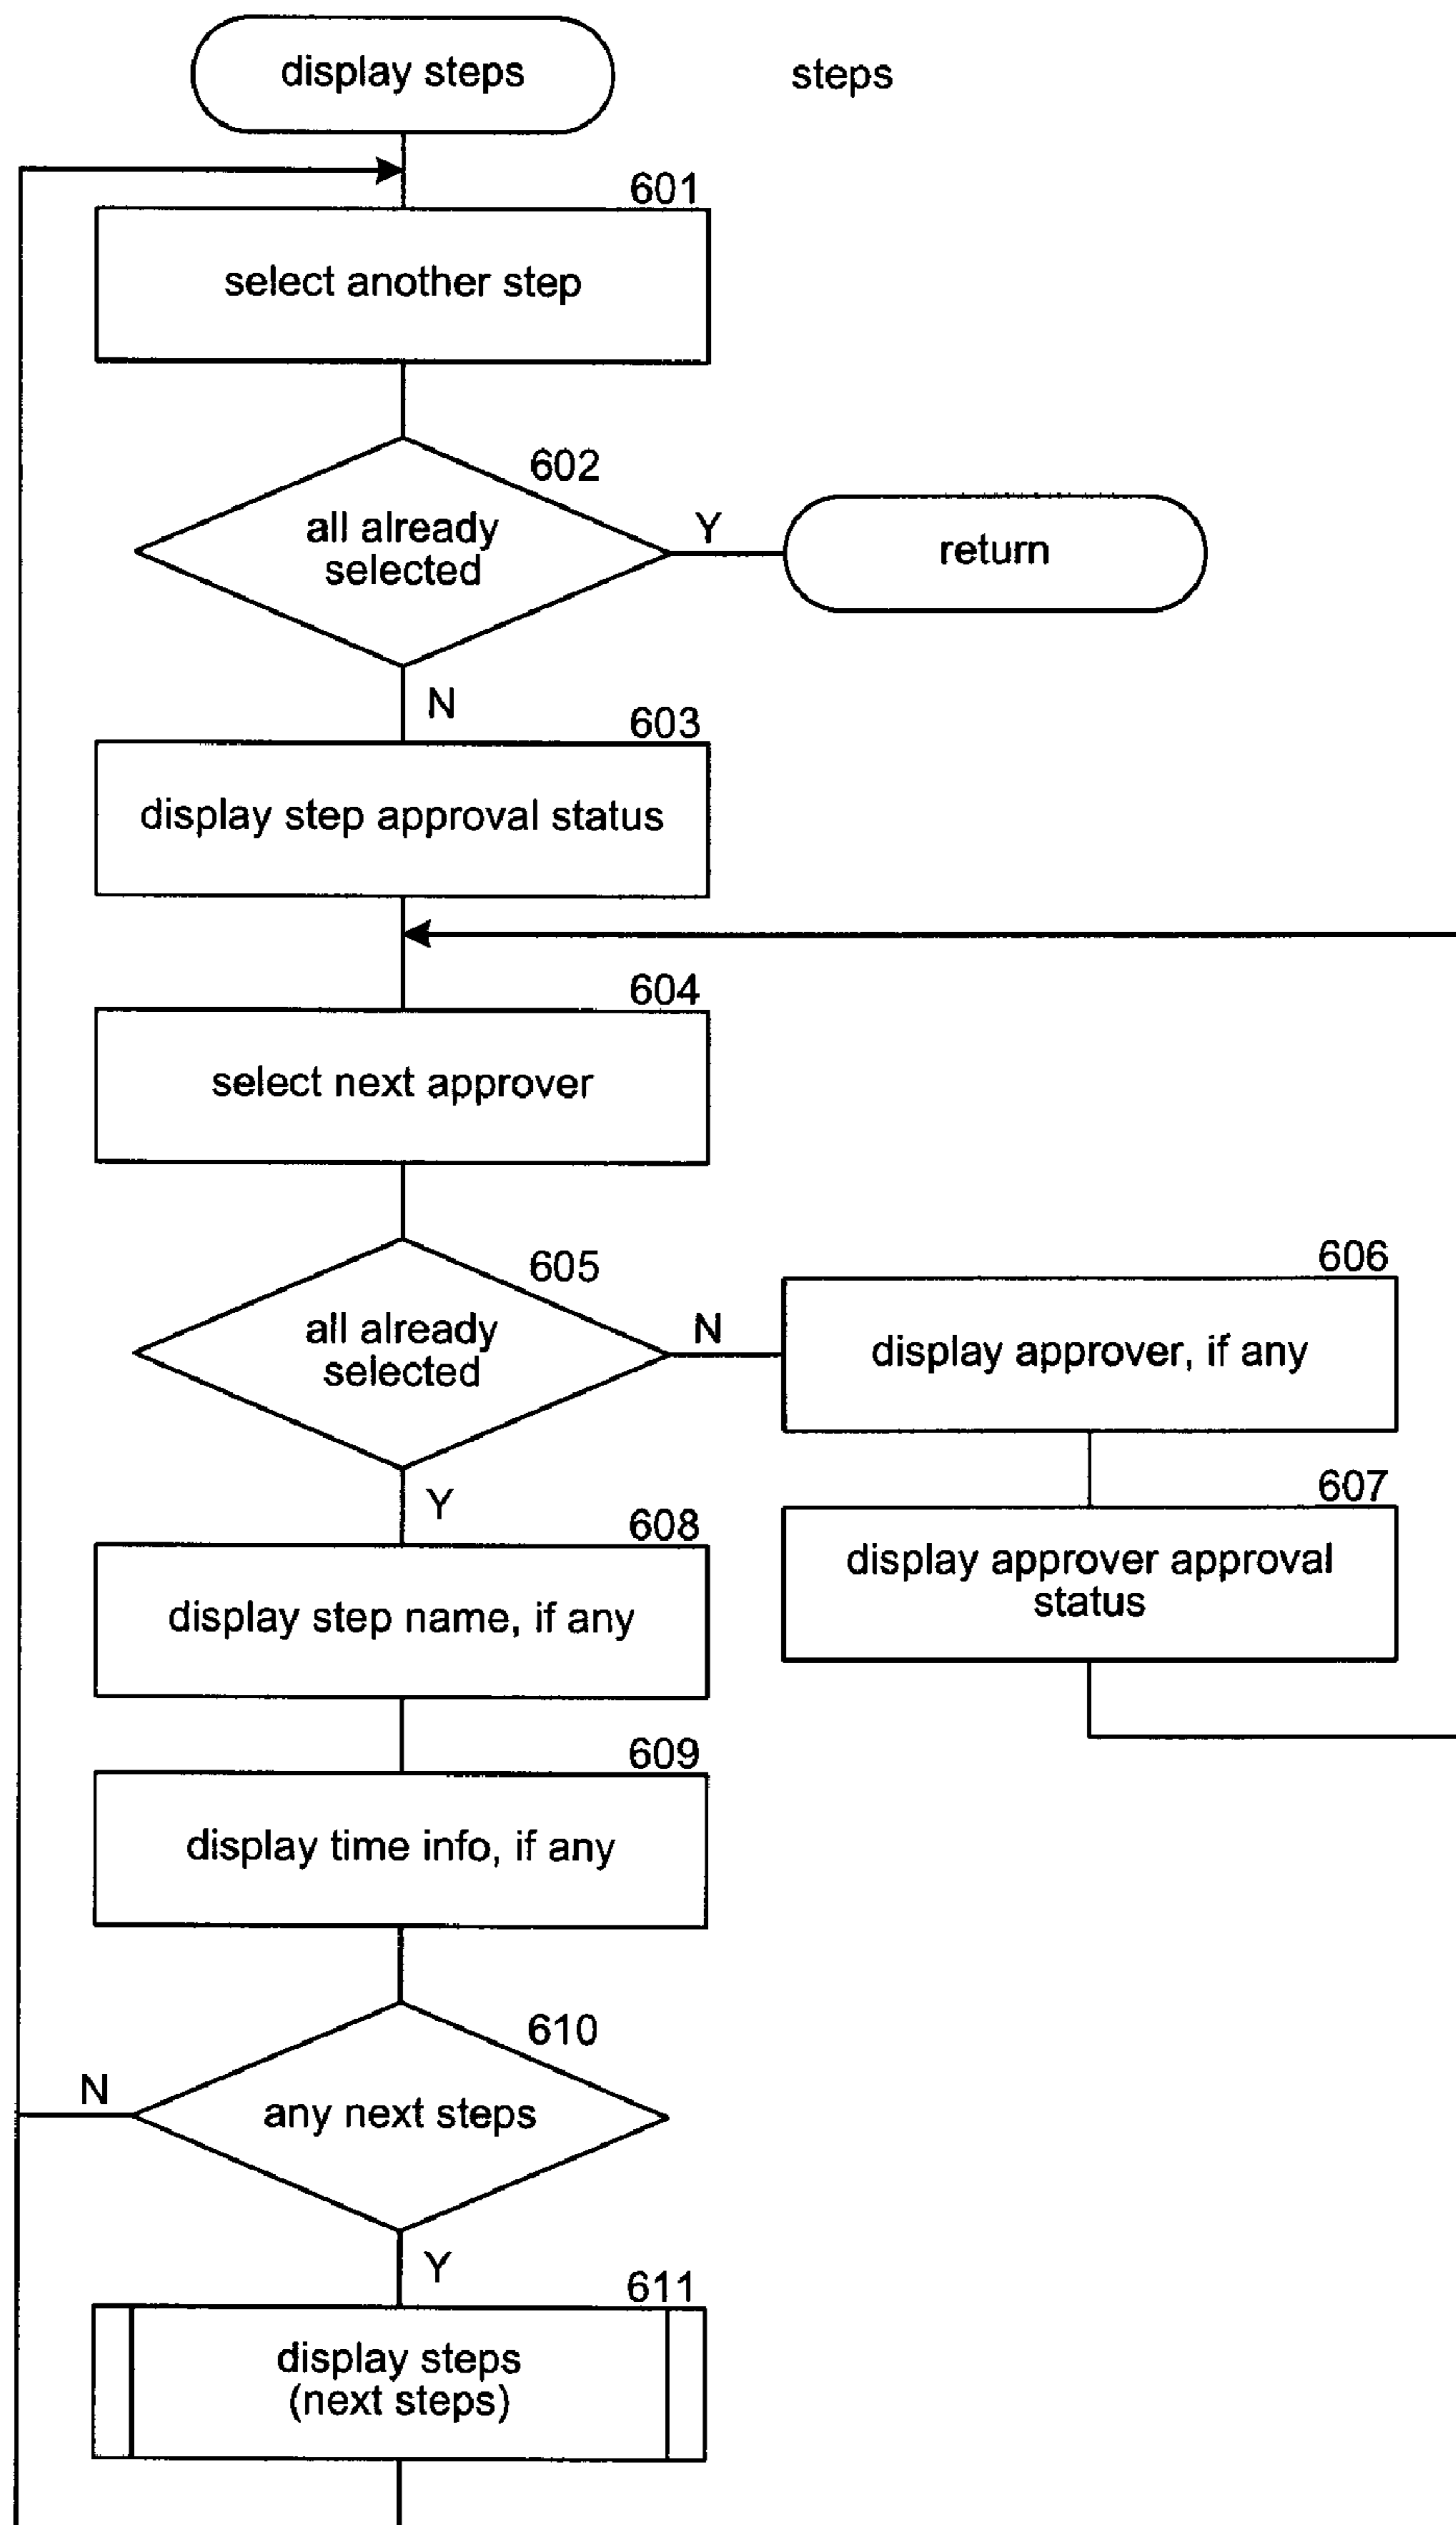 display steps
steps
601
select another step
602
all already
selected
Y
return
N
603
display step approval status
604
select next approver
605
all already
selected
N
606
display approver, if any
607
display approver approval
status
Y
608
display step name, if any
609
display time info, if any
610
any next steps
N
Y
611
display steps
(next steps)